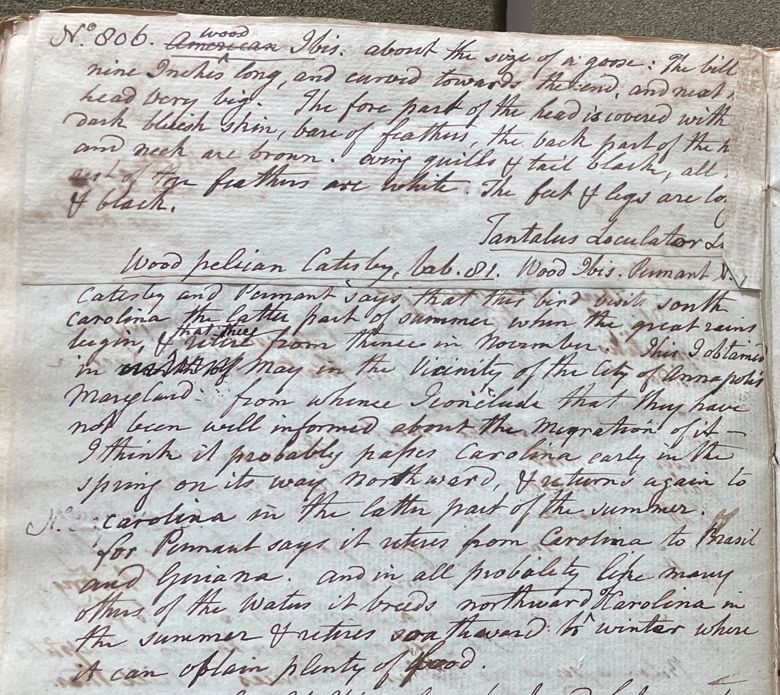 No. 806. American wood Ibis. about the size of a goose: The bill
nine Inches long, and curved towards the end, and neat
head very big. The fore part of the head is covered with
dark blueish skin, bare of feathers, the back part of the h
and neck are brown. wing quills & tail black, all
rest of the feathers are white. The feet & legs are lo
& black.
Tantalus Loculator L
Wood pelican Catesby, tab. 81. Wood Ibis. Pennant
Catesby and Pennant says that this bird visits south
carolina the latter part of summer, when the great rains
begin, & that they retire from thence in November. This I obtained
in May in the Vicinity of the City of Annapolis
Maryland: from whence I conclude that they have
not been well informed about the Migration of it —
I think it probably passes Carolina early in the
spring on its way northward, & returns again to
No. carolina in the latter part of the summer.
for Pennant says it retires from Carolina to Brasil
and Guiana. and in all probality like many
others of the Waters it breeds northward of Karolina in
the summer & retires southward to winter where
it can obtain plenty of food.